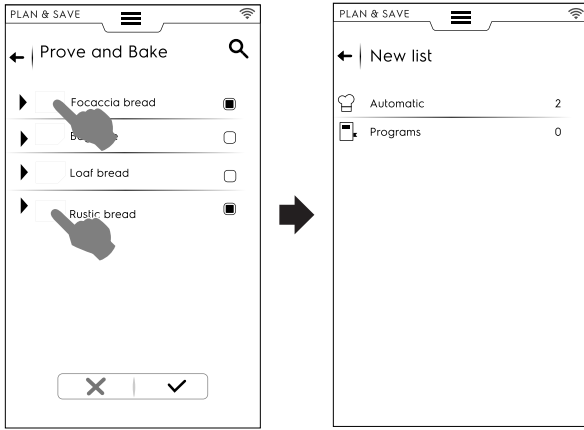 PLAN & SAVE
Prove and Bake
Focaccia bread
Loaf bread
Rustic bread
PLAN & SAVE
New list
Automatic 2
Programs 0